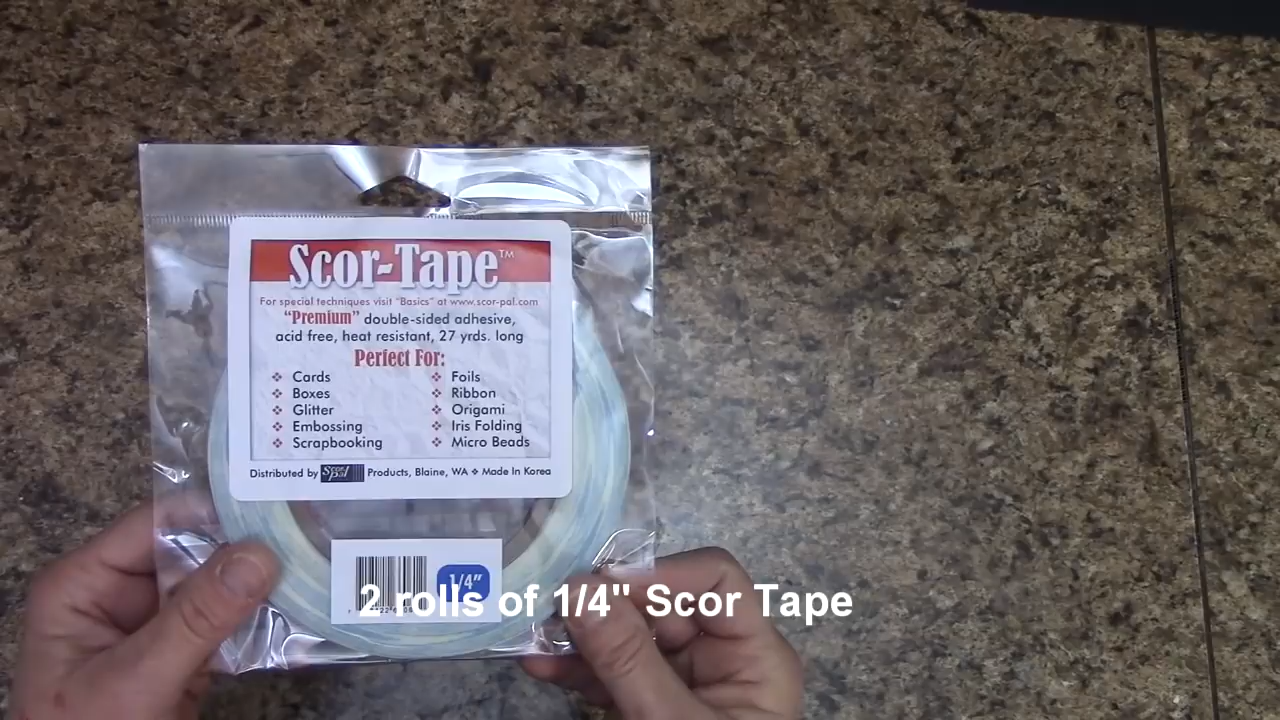 Scor-Tape™
For special techniques visit "Basics" at www.scor-pal.com
"Premium" double-sided adhesive,
acid free, heat resistant, 27 yrds. long
Perfect For:
❖ Cards
❖ Boxes
❖ Glitter
❖ Embossing
❖ Scrapbooking
❖ Foils
❖ Ribbon
❖ Origami
❖ Iris Folding
❖ Micro Beads
Distributed by Scor Pal Products, Blaine, WA ❖ Made In Korea
1/4"
2 rolls of 1/4" Scor Tape